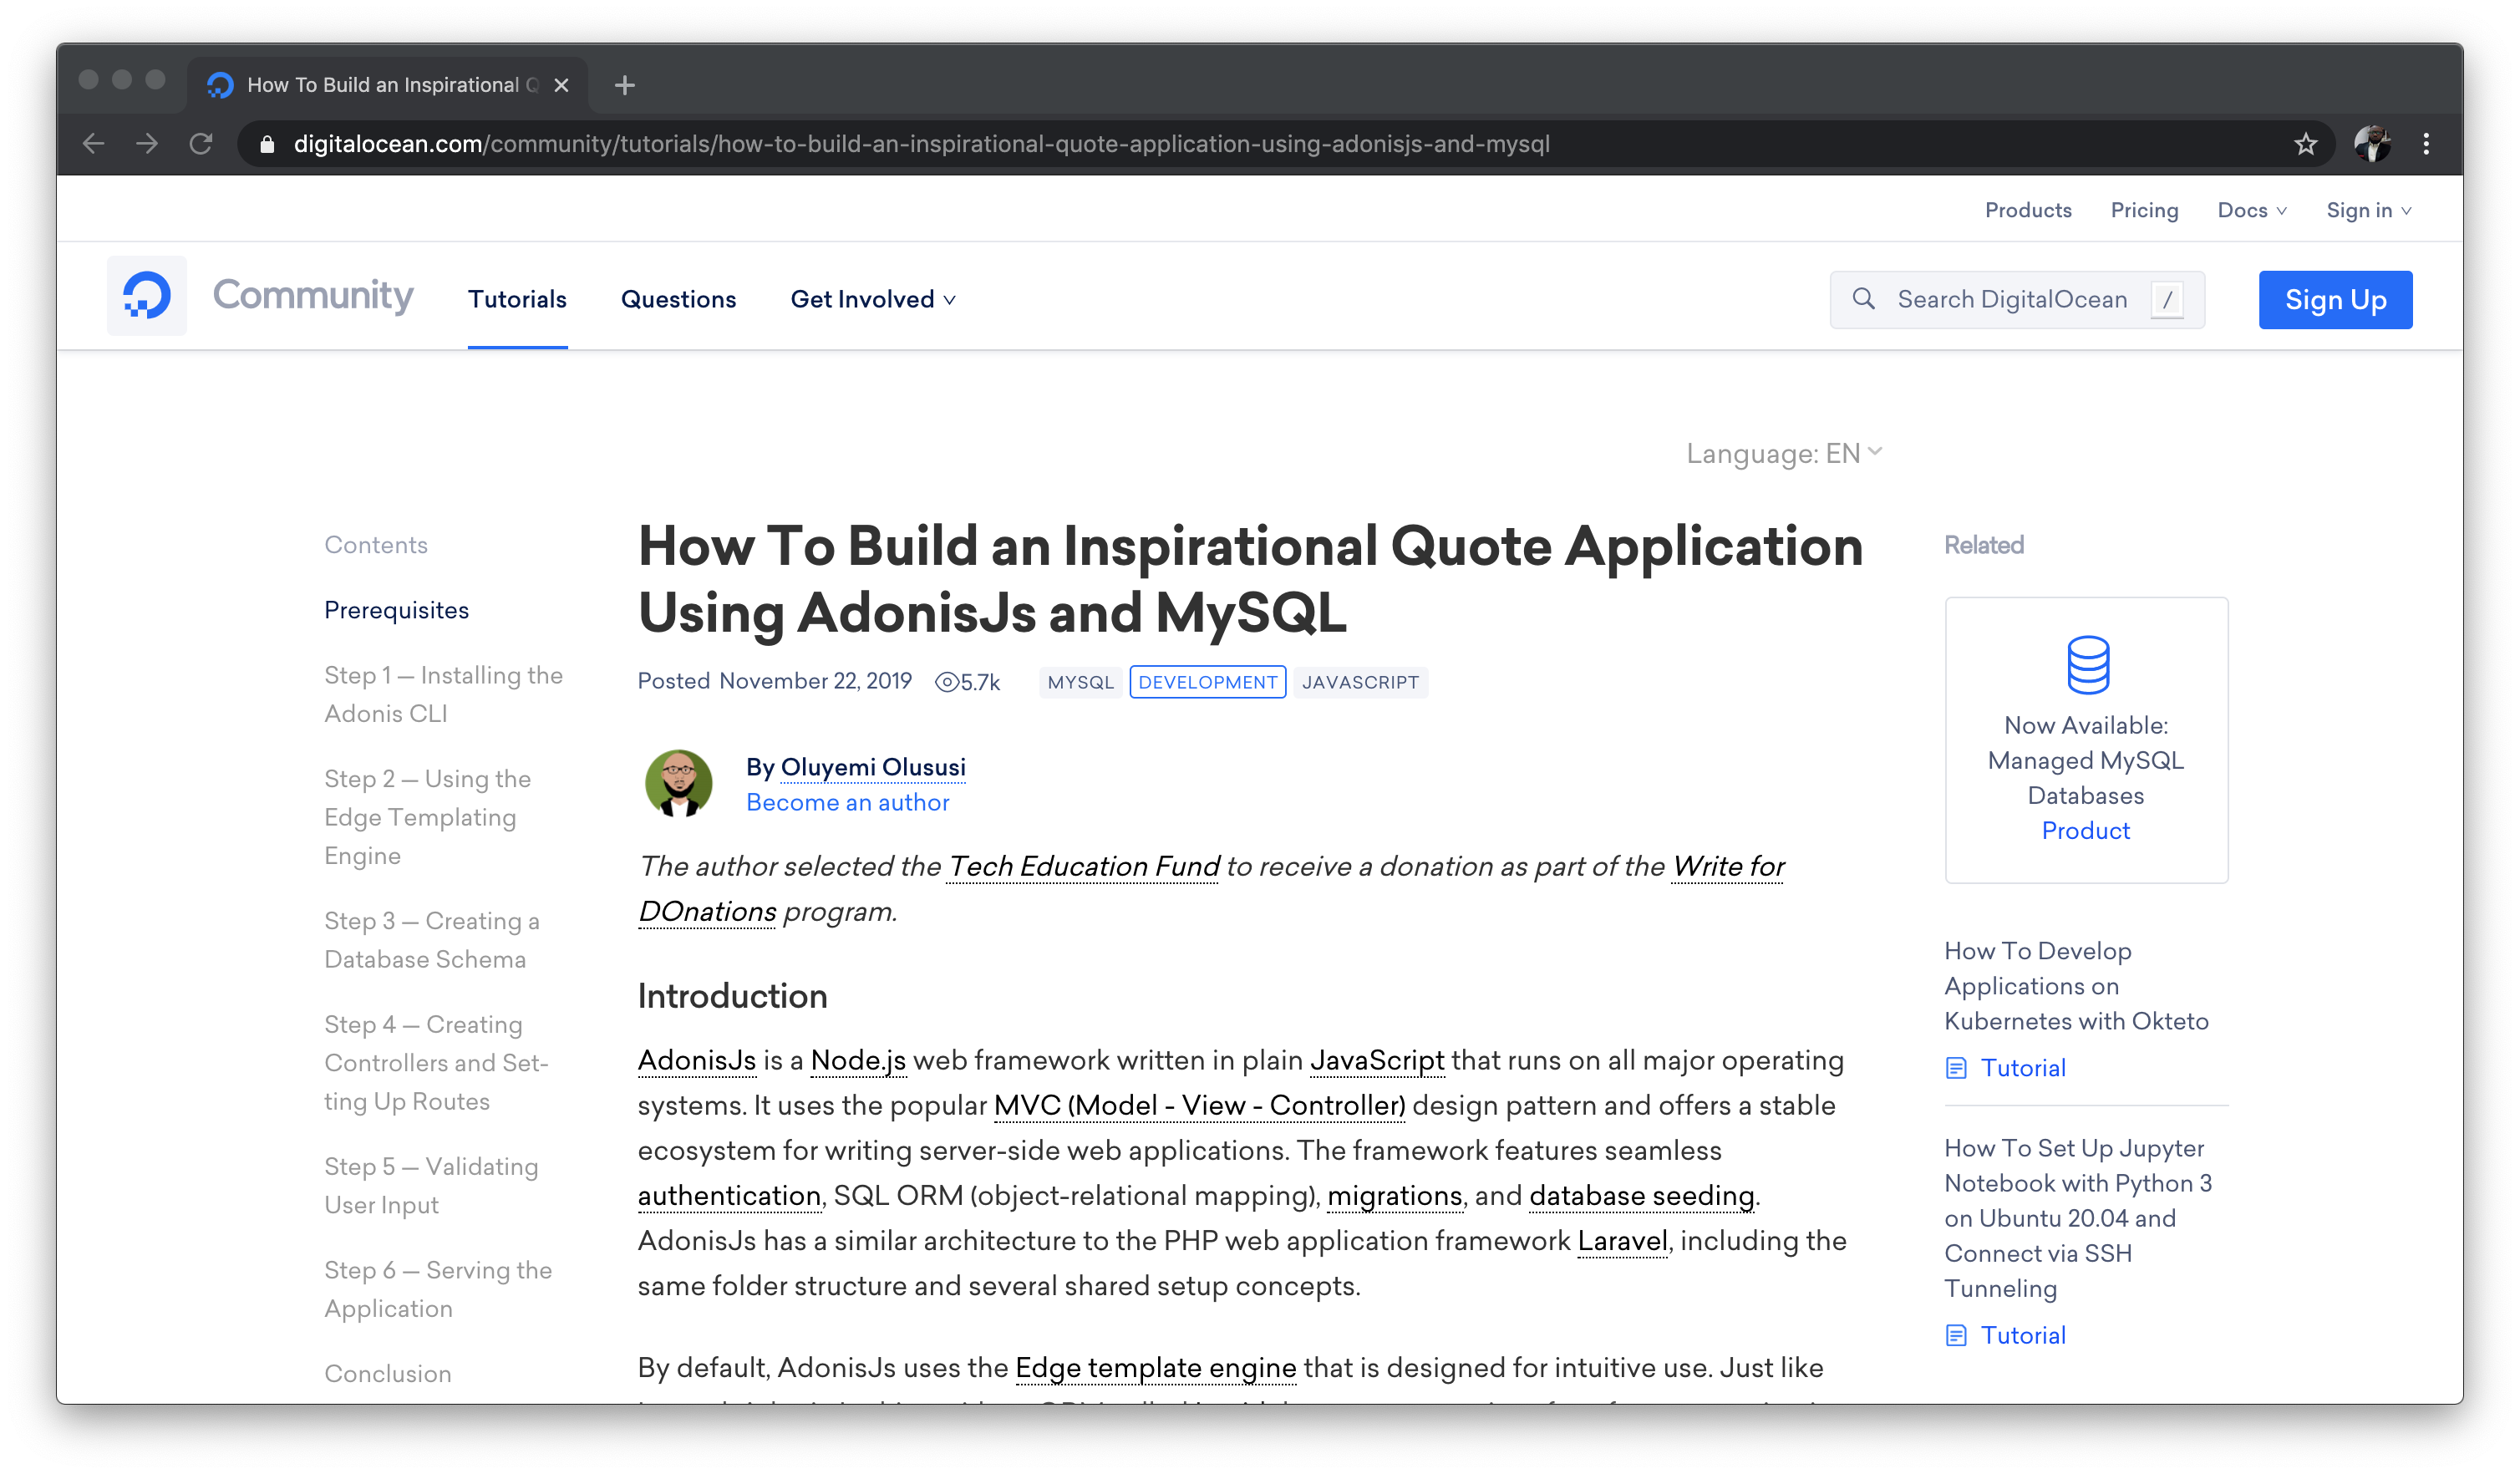 How To Build an Inspirational Q
digitalocean.com/community/tutorials/how-to-build-an-inspirational-quote-application-using-adonisjs-and-mysql
Products Pricing Docs Sign in
Community Tutorials Questions Get Involved Search DigitalOcean / Sign Up
Language: EN
Contents
Prerequisites
Step 1 — Installing the
Adonis CLI
Step 2 — Using the
Edge Templating
Engine
Step 3 — Creating a
Database Schema
Step 4 — Creating
Controllers and Set-
ting Up Routes
Step 5 — Validating
User Input
Step 6 — Serving the
Application
Conclusion
How To Build an Inspirational Quote Application
Using AdonisJs and MySQL
Posted November 22, 2019 5.7k MYSQL DEVELOPMENT JAVASCRIPT
By Oluyemi Olususi
Become an author
The author selected the Tech Education Fund to receive a donation as part of the Write for
DOnations program.
Introduction
AdonisJs is a Node.js web framework written in plain JavaScript that runs on all major operating
systems. It uses the popular MVC (Model - View - Controller) design pattern and offers a stable
ecosystem for writing server-side web applications. The framework features seamless
authentication, SQL ORM (object-relational mapping), migrations, and database seeding.
AdonisJs has a similar architecture to the PHP web application framework Laravel, including the
same folder structure and several shared setup concepts.
By default, AdonisJs uses the Edge template engine that is designed for intuitive use. Just like
Related
Now Available:
Managed MySQL
Databases
Product
How To Develop
Applications on
Kubernetes with Okteto
Tutorial
How To Set Up Jupyter
Notebook with Python 3
on Ubuntu 20.04 and
Connect via SSH
Tunneling
Tutorial